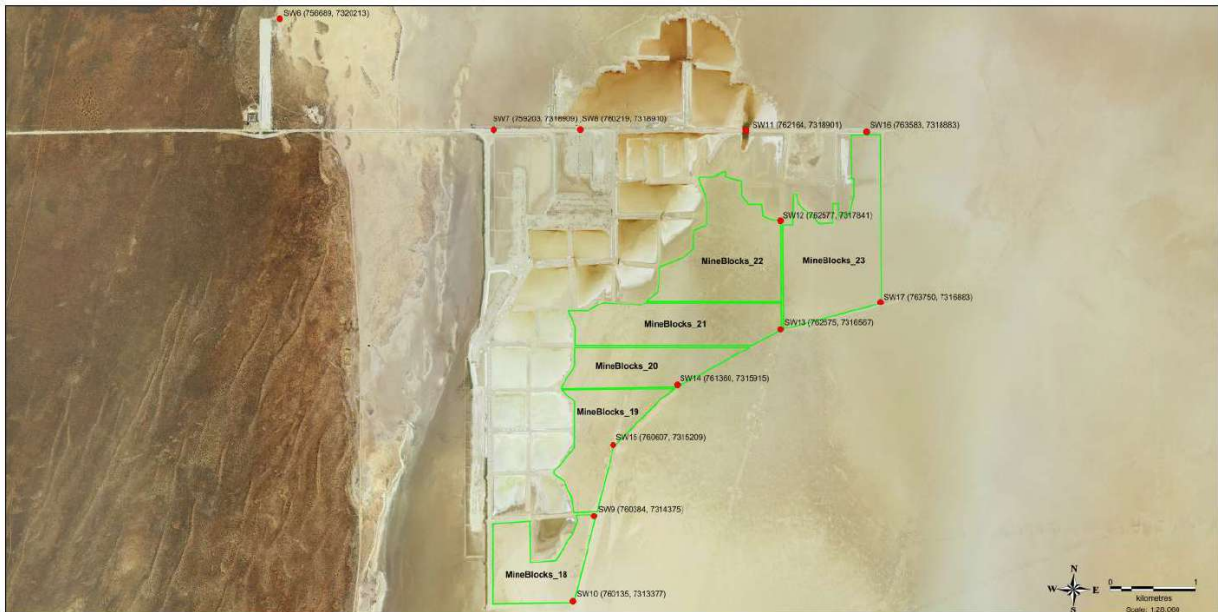 SW6 (756689, 7320213)
SW7 (759203, 7318909)
SW8 (760219, 7318910)
SW11 (762164, 7318901)
SW16 (763583, 7318883)
SW12 (762577, 7317841)
MineBlocks_22
MineBlocks_23
SW17 (763750, 7316883)
MineBlocks_21
SW13 (762575, 7316567)
MineBlocks_20
SW14 (761360, 7315915)
MineBlocks_19
SW15 (760607, 7315209)
SW9 (760384, 7314375)
MineBlocks_18
SW10 (760135, 7313377)
N
W
E
S
0
1
kilometres